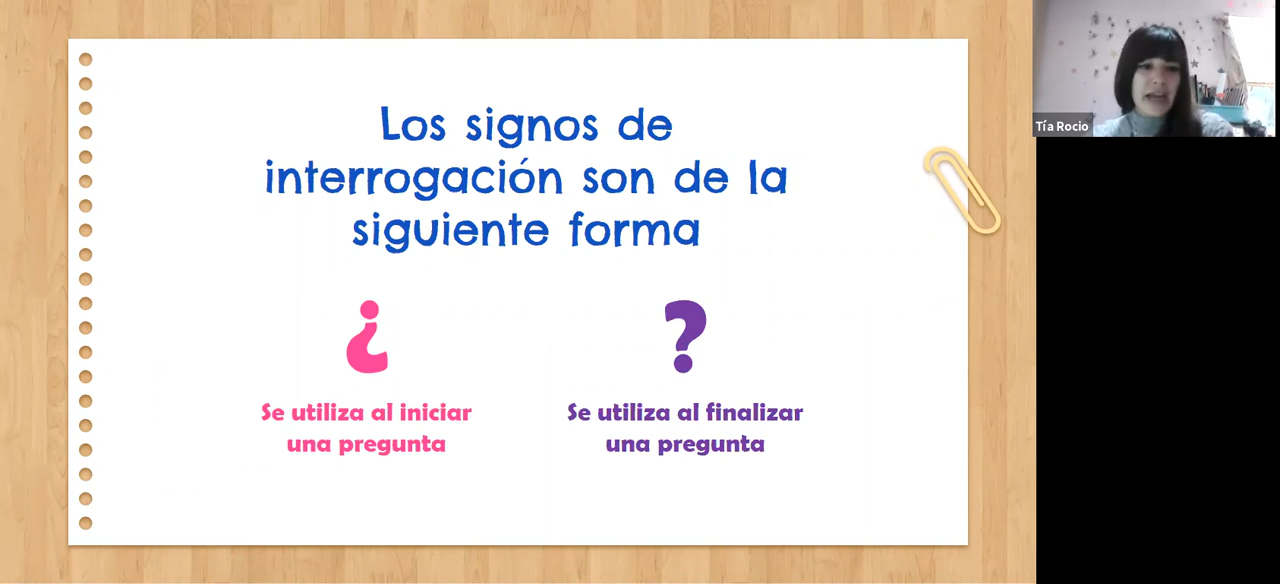 Los signos de
interrogación son de la
siguiente forma
¿ ?
Se utiliza al iniciar
una pregunta
Se utiliza al finalizar
una pregunta
Tía Rocio